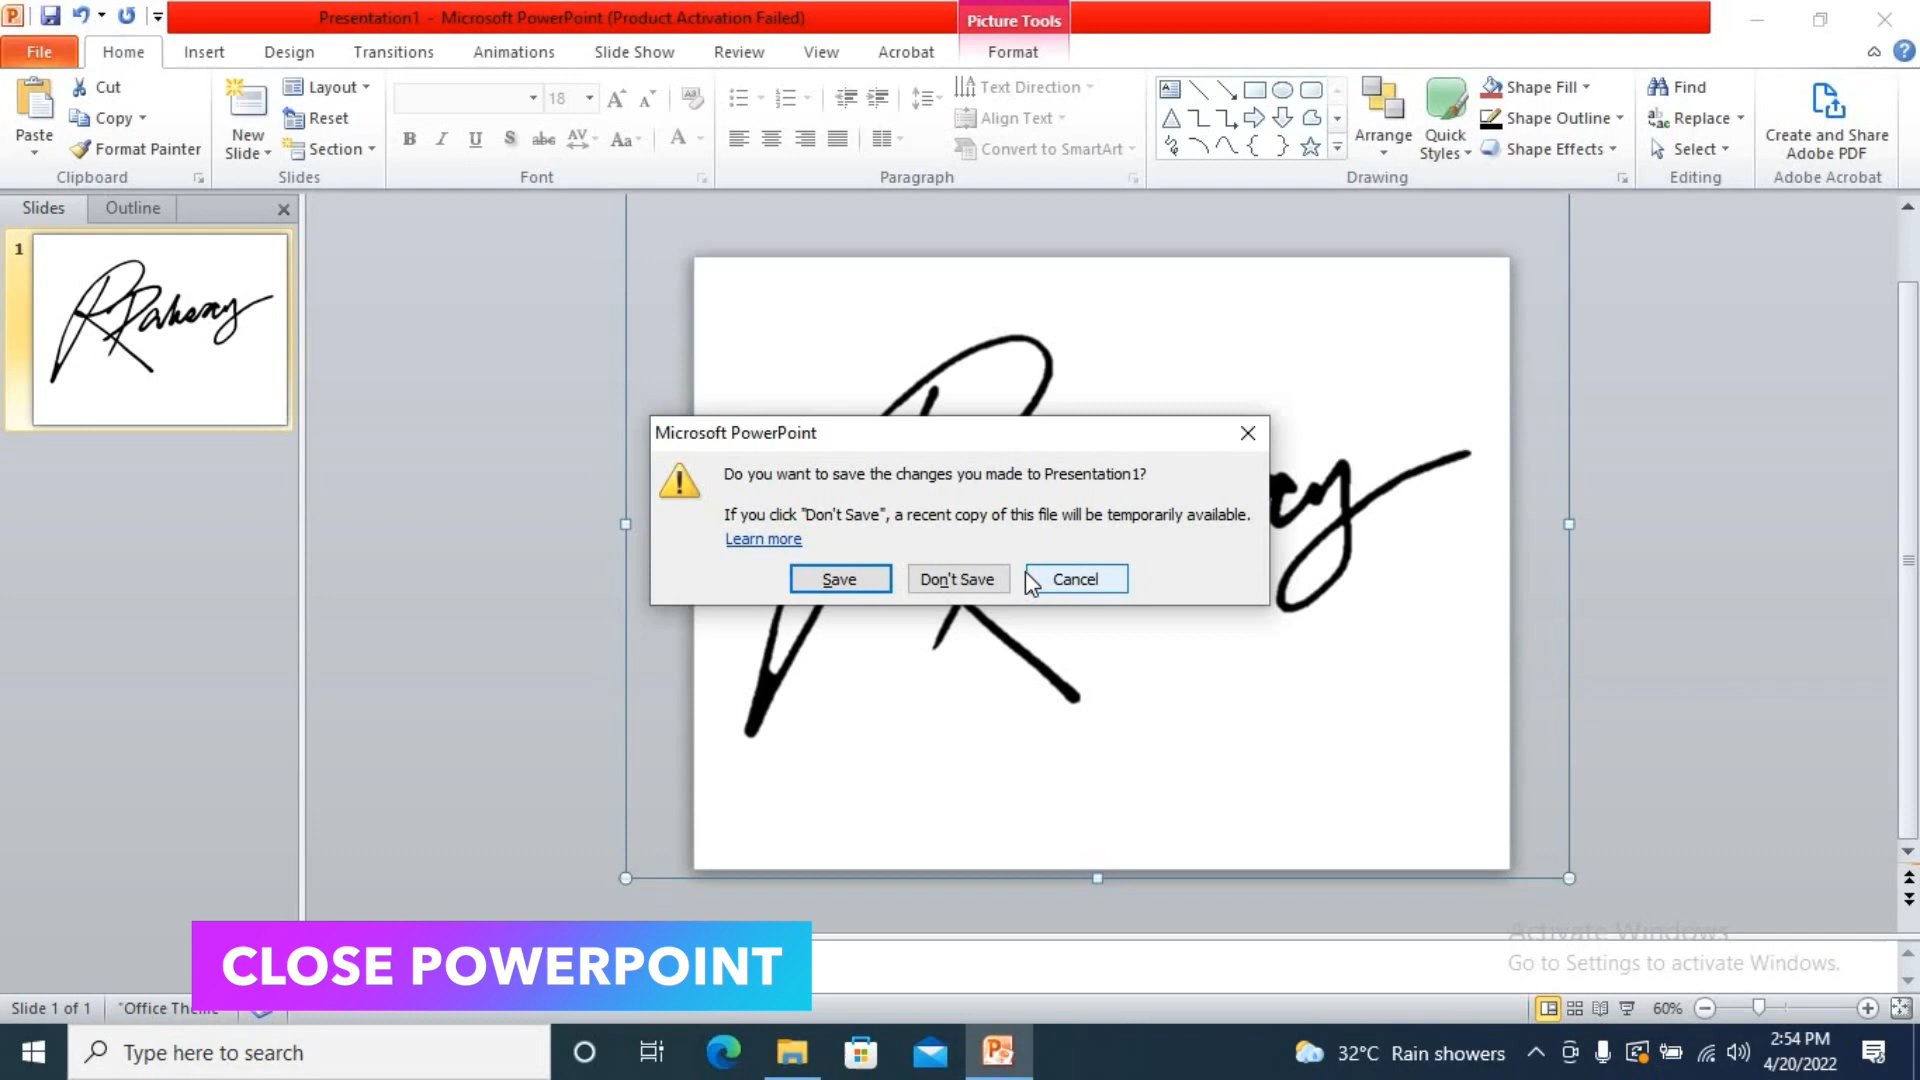 Presentation1 - Microsoft PowerPoint (Product Activation Failed)
Picture Tools
File Home Insert Design Transitions Animations Slide Show Review View Acrobat Format
Cut
Copy
Format Painter
Paste
Clipboard
New Slide
Layout
Reset
Section
Slides
18
Font
Text Direction
Align Text
Convert to SmartArt
Paragraph
Arrange
Quick Styles
Shape Fill
Shape Outline
Shape Effects
Drawing
Find
Replace
Select
Editing
Create and Share
Adobe PDF
Adobe Acrobat
Slides Outline
1
Microsoft PowerPoint
Do you want to save the changes you made to Presentation1?
If you click "Don't Save", a recent copy of this file will be temporarily available.
Learn more
Save Don't Save Cancel
CLOSE POWERPOINT
Activate Windows
Go to Settings to activate Windows.
Slide 1 of 1 "Office The 60%
Type here to search
32°C Rain showers
2:54 PM
4/20/2022